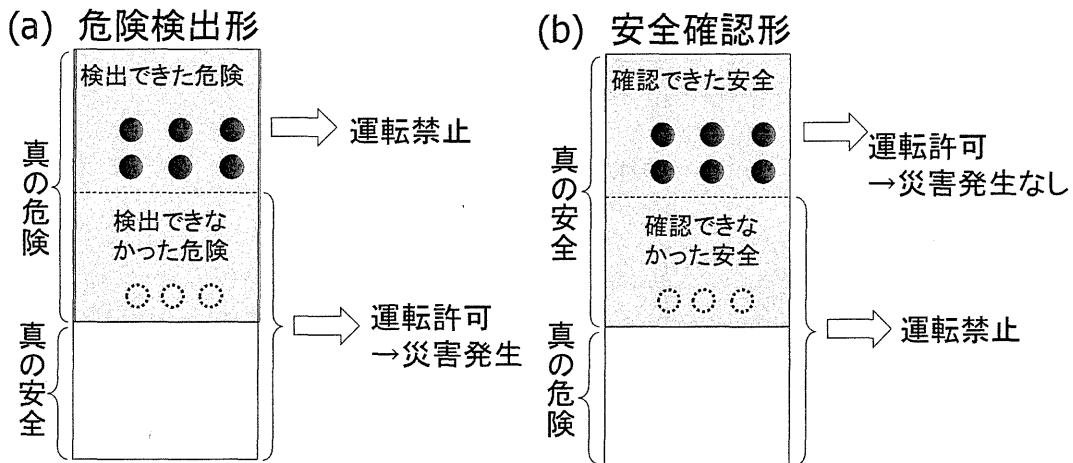 (a) 危険検出形
検出できた危険
運転禁止
真の危険
検出できな
かった危険
運転許可
→災害発生
真の安全
(b) 安全確認形
確認できた安全
運転許可
→災害発生なし
真の安全
確認できな
かった安全
運転禁止
真の危険